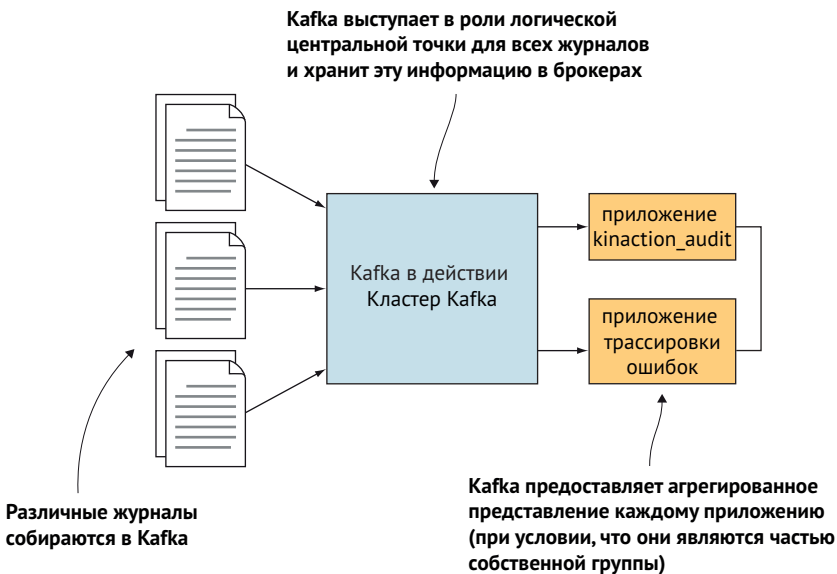 Kafka выступает в роли логической
центральной точки для всех журналов
и хранит эту информацию в брокерах
Kafka в действии
Кластер Kafka
приложение
kinaction_audit
приложение
трассировки
ошибок
Различные журналы
собираются в Kafka
Kafka предоставляет агрегированное
представление каждому приложению
(при условии, что они являются частью
собственной группы)